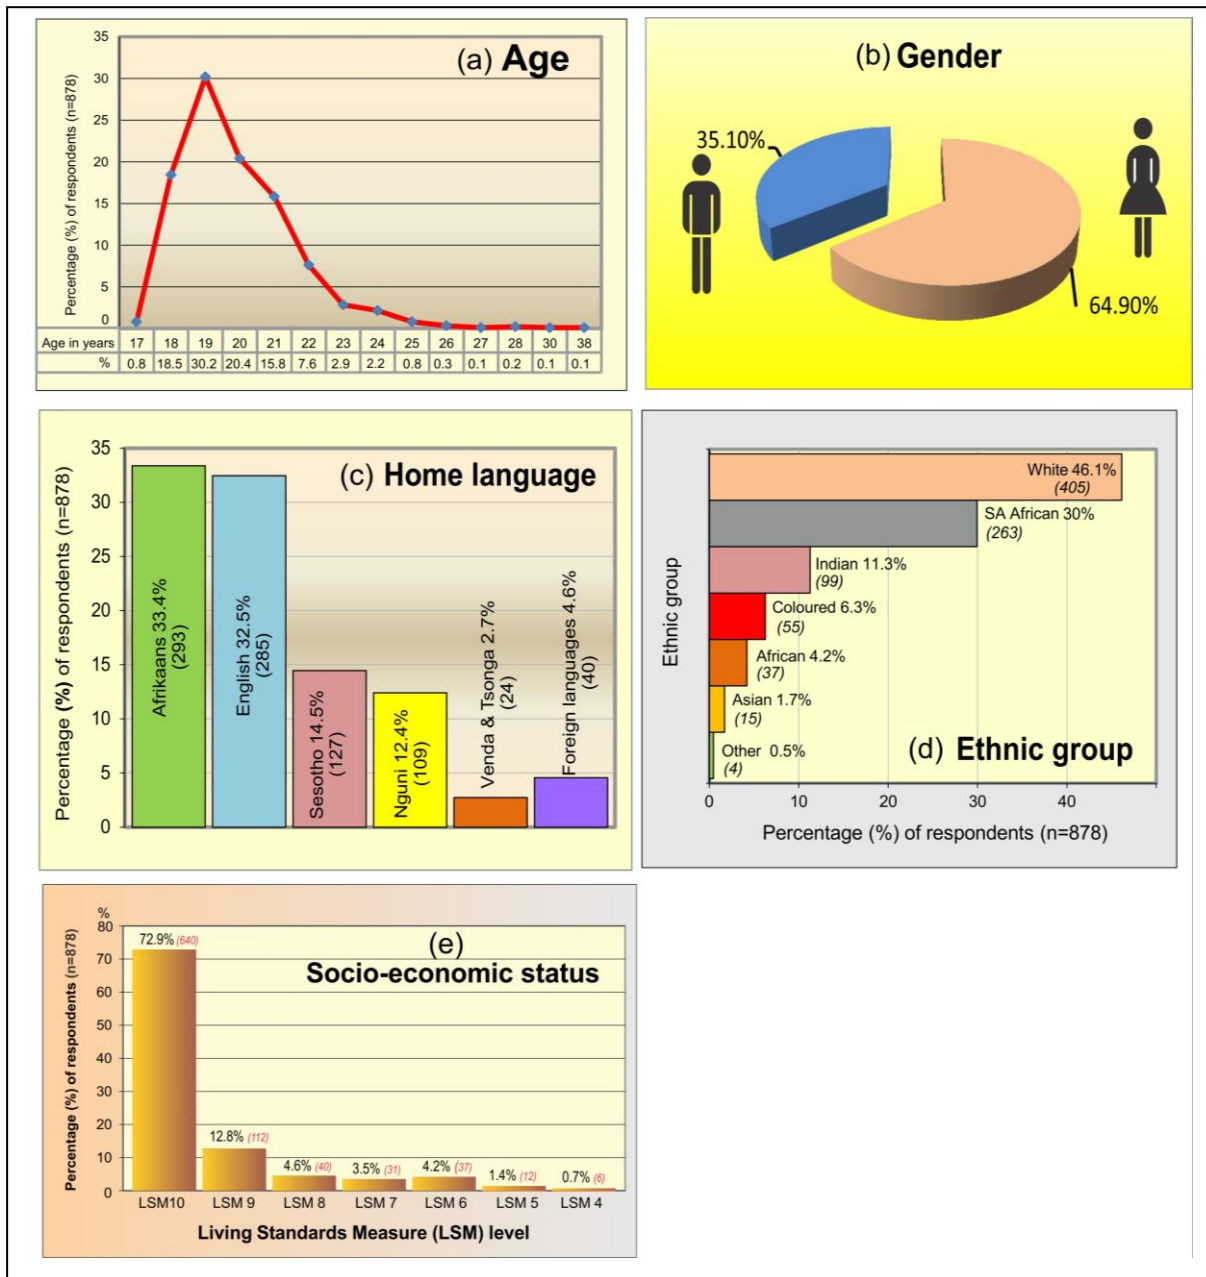 (a) Age
Percentage (%) of respondents (n=878)
35
30
25
20
15
10
5
0
Age in years 17 18 19 20 21 22 23 24 25 26 27 28 30 38
% 0.8 18.5 30.2 20.4 15.8 7.6 2.9 2.2 0.8 0.3 0.1 0.2 0.1 0.1
(b) Gender
35.10%
64.90%
(c) Home language
Percentage (%) of respondents (n=878)
35
30
25
20
15
10
5
0
Afrikaans 33.4%
(293)
English 32.5%
(285)
Sesotho 14.5%
(127)
Nguni 12.4%
(109)
Venda & Tsonga 2.7%
(24)
Foreign languages 4.6%
(40)
Ethnic group
White 46.1%
(405)
SA African 30%
(263)
Indian 11.3%
(99)
Coloured 6.3%
(55)
African 4.2%
(37)
Asian 1.7%
(15)
Other 0.5%
(4)
(d) Ethnic group
0 10 20 30 40
Percentage (%) of respondents (n=878)
(e)
Socio-economic status
Percentage (%) of respondents (n=878)
%
80
70
60
50
40
30
20
10
0
72.9% (640)
12.8% (112)
4.6% (40)
3.5% (31)
4.2% (37)
1.4% (12)
0.7% (6)
LSM10 LSM 9 LSM 8 LSM 7 LSM 6 LSM 5 LSM 4
Living Standards Measure (LSM) level